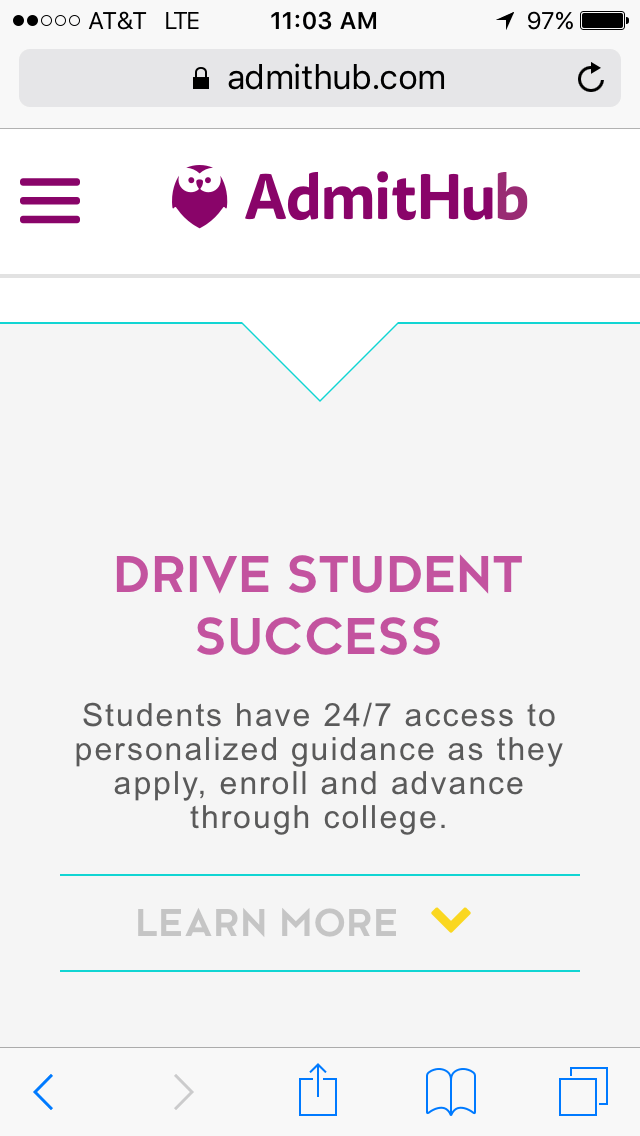 AT&T LTE 11:03 AM 97%
admithub.com
AdmitHub
DRIVE STUDENT
SUCCESS
Students have 24/7 access to
personalized guidance as they
apply, enroll and advance
through college.
LEARN MORE